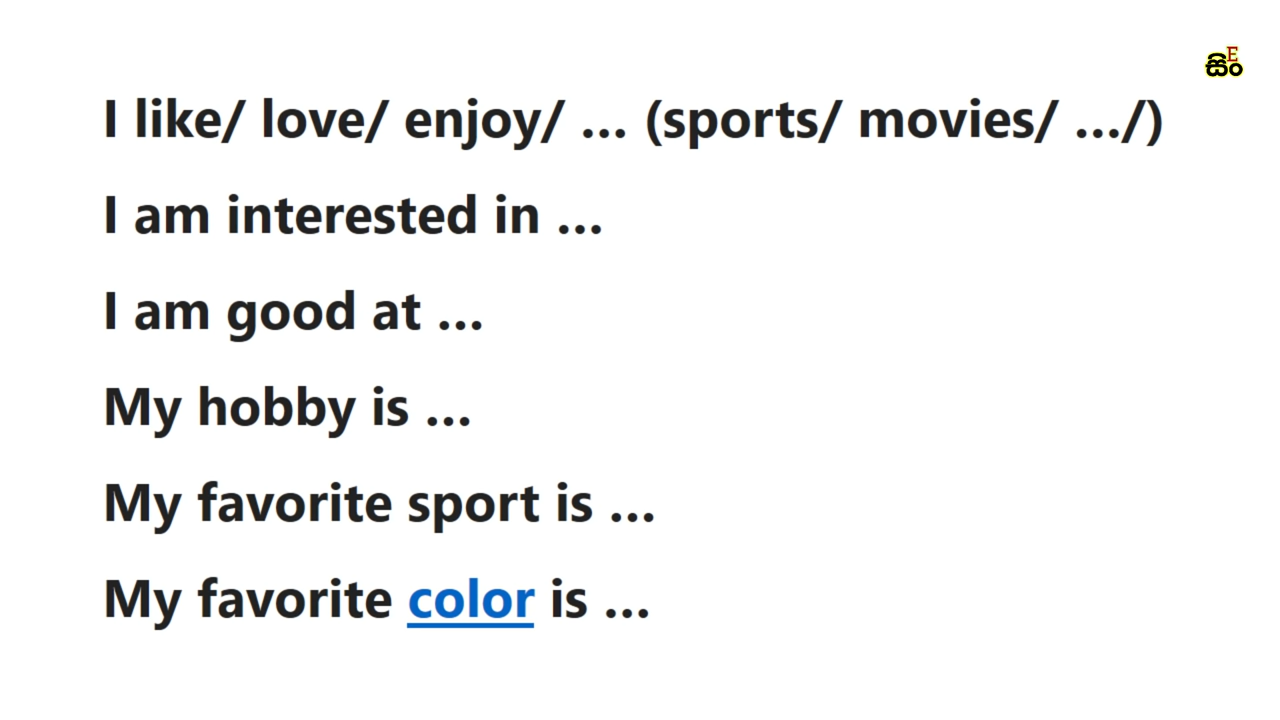 E
සිං
I like/ love/ enjoy/ ... (sports/ movies/ .../)
I am interested in ...
I am good at ...
My hobby is ...
My favorite sport is ...
My favorite color is ...